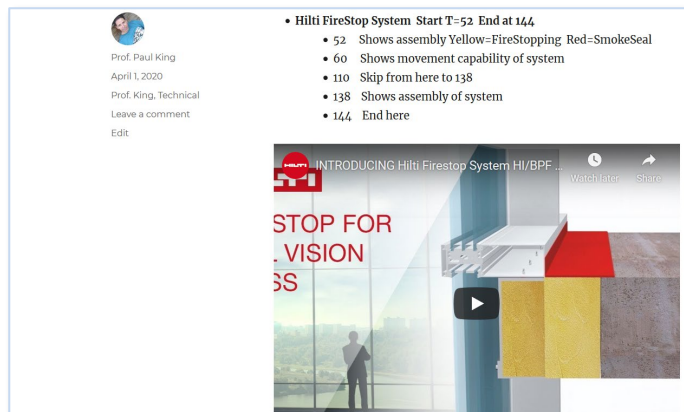 Prof. Paul King
April 1, 2020
Prof. King, Technical
Leave a comment
Edit
• Hilti FireStop System Start T=52 End at 144
• 52 Shows assembly Yellow=FireStopping Red=SmokeSeal
• 60 Shows movement capability of system
• 110 Skip from here to 138
• 138 Shows assembly of system
• 144 End here
HILTI
INTRODUCING Hilti Firestop System HI/BPF ...
Watch later
Share
STOP FOR
L VISION
SS